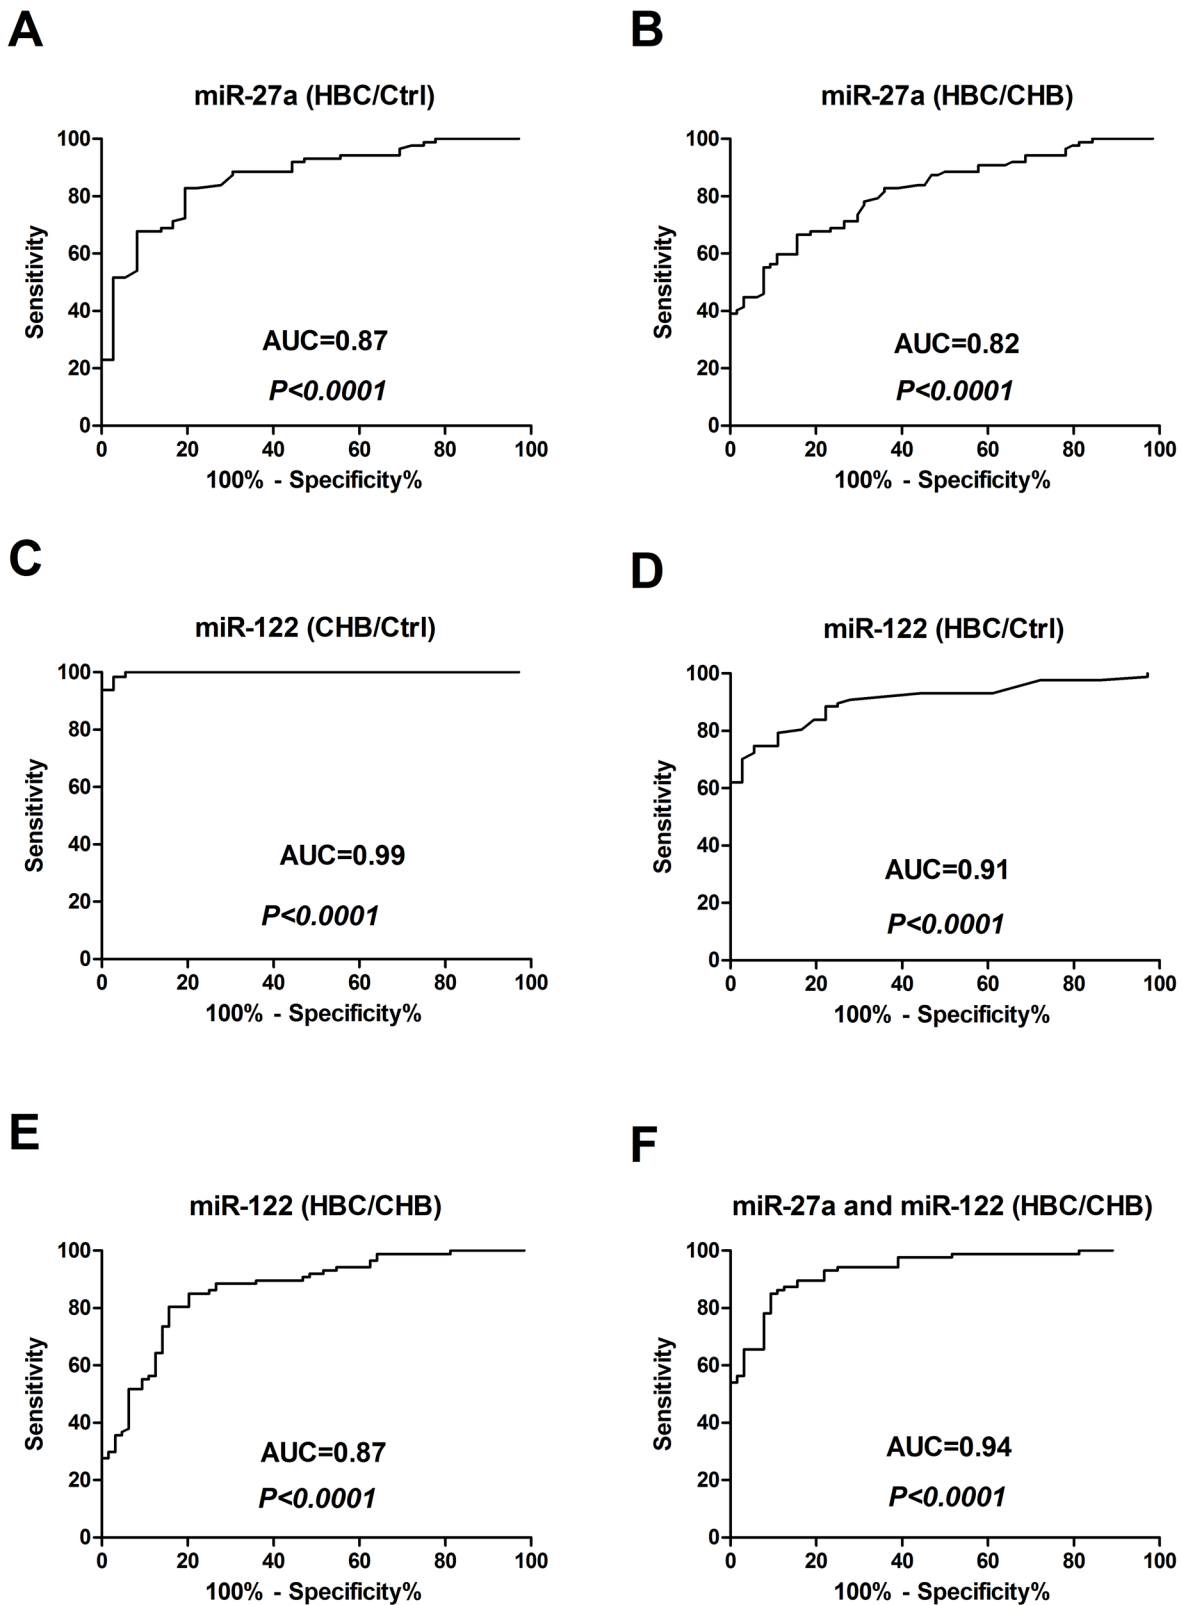 A
miR-27a (HBC/Ctrl)
100
80
60
40
20
0
Sensitivity
AUC=0.87
P<0.0001
0 20 40 60 80 100
100% - Specificity%
B
miR-27a (HBC/CHB)
100
80
60
40
20
0
Sensitivity
AUC=0.82
P<0.0001
0 20 40 60 80 100
100% - Specificity%
C
miR-122 (CHB/Ctrl)
100
80
60
40
20
0
Sensitivity
AUC=0.99
P<0.0001
0 20 40 60 80 100
100% - Specificity%
D
miR-122 (HBC/Ctrl)
100
80
60
40
20
0
Sensitivity
AUC=0.91
P<0.0001
0 20 40 60 80 100
100% - Specificity%
E
miR-122 (HBC/CHB)
100
80
60
40
20
0
Sensitivity
AUC=0.87
P<0.0001
0 20 40 60 80 100
100% - Specificity%
F
miR-27a and miR-122 (HBC/CHB)
100
80
60
40
20
0
Sensitivity
AUC=0.94
P<0.0001
0 20 40 60 80 100
100% - Specificity%